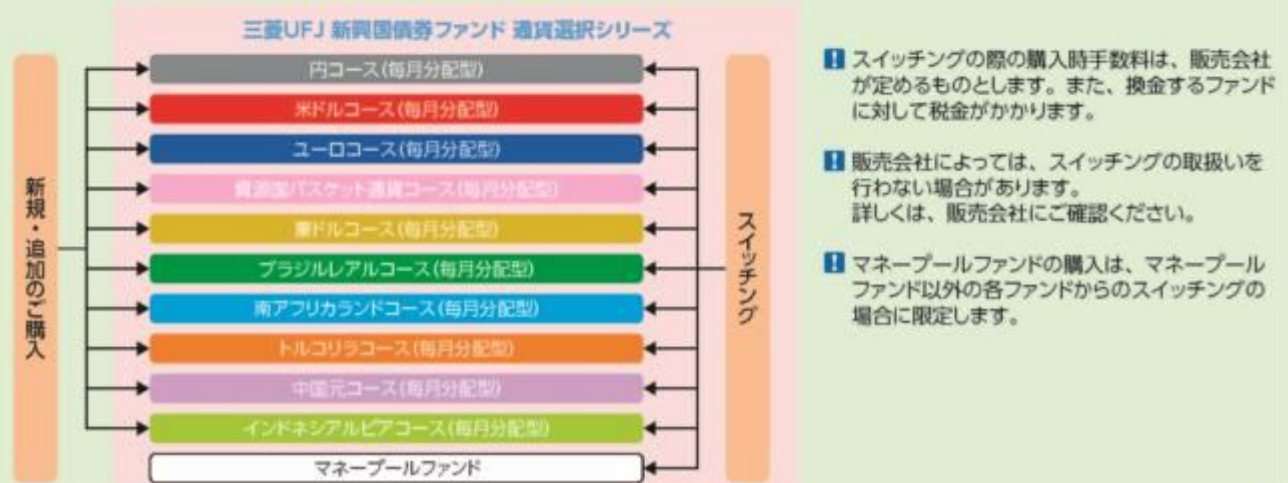 三菱UFJ 新興国債券ファンド 通貨選択シリーズ
新規・追加のご購入
円コース(毎月分配型)
米ドルコース(毎月分配型)
ユーロコース(毎月分配型)
資源国バスケット通貨コース(毎月分配型)
豪ドルコース(毎月分配型)
ブラジルレアルコース(毎月分配型)
南アフリカランドコース(毎月分配型)
トルコリラコース(毎月分配型)
中国元コース(毎月分配型)
インドネシアルピアコース(毎月分配型)
マネープールファンド
スイッチング
! スイッチングの際の購入時手数料は、販売会社
が定めるものとします。また、換金するファンド
に対して税金がかかります。
! 販売会社によっては、スイッチングの取扱いを
行わない場合があります。
詳しくは、販売会社にご確認ください。
! マネープールファンドの購入は、マネープール
ファンド以外の各ファンドからのスイッチングの
場合に限定します。